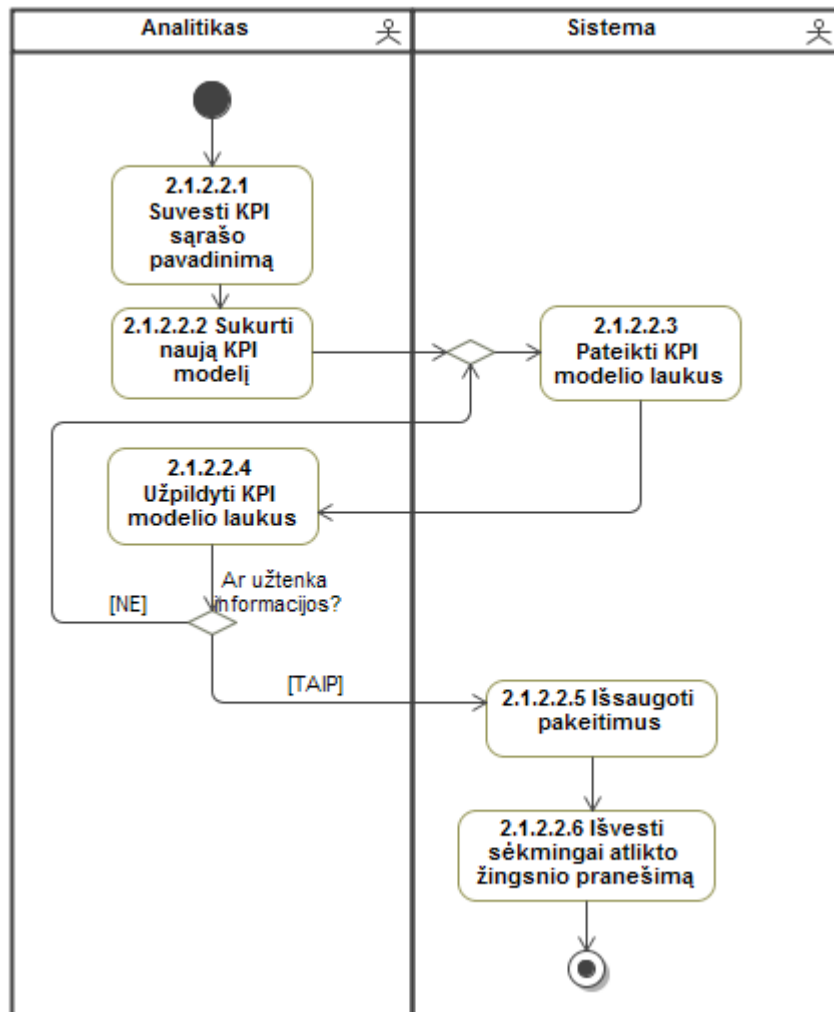 Analitikas
Sistema
2.1.2.2.1
Suvesti KPI
sąrašo
pavadinimą
2.1.2.2.2 Sukurti
naują KPI
modelį
2.1.2.2.3
Pateikti KPI
modelio laukus
2.1.2.2.4
Užpildyti KPI
modelio laukus
Ar užtenka
informacijos?
[NE]
[TAIP]
2.1.2.2.5 Išsaugoti
pakeitimus
2.1.2.2.6 Išvesti
sėkmingai atlikto
žingsnio pranešimą